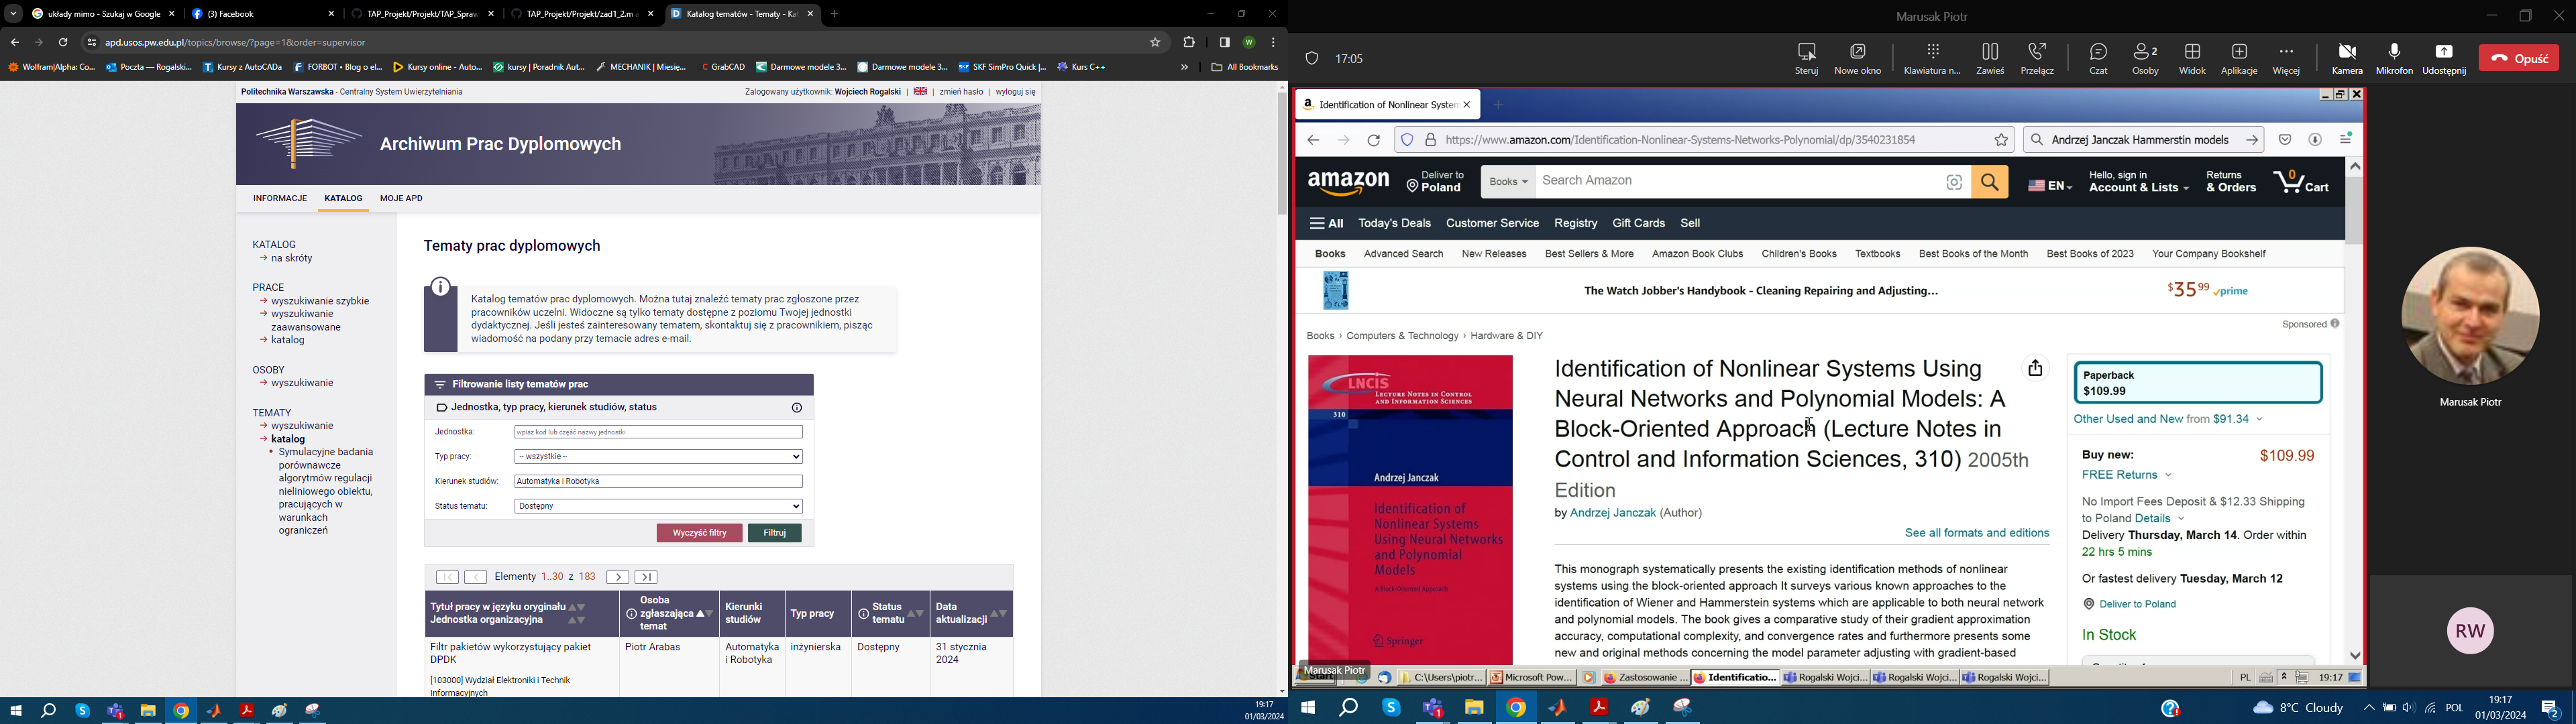 układy mimo - Szukaj w Google
(3) Facebook
TAP_Projekt/Projekt/TAP_Spraw
TAP_Projekt/Projekt/zad1_2.m a
Katalog tematów - Tematy - Kat
apd.usos.pw.edu.pl/topics/browse/?page=1&order=supervisor
Wolfram|Alpha: Co...
Poczta — Rogalski...
Kursy z AutoCADa
FORBOT • Blog o el...
Kursy online - Auto...
kursy | Poradnik Aut...
MECHANIK | Miesię...
GrabCAD
Darmowe modele 3...
Darmowe modele 3...
SKF SimPro Quick |...
Kurs C++
»
All Bookmarks
Politechnika Warszawska - Centralny System Uwierzytelniania
Zalogowany użytkownik: Wojciech Rogalski | zmień hasło | wyloguj się
Archiwum Prac Dyplomowych
INFORMACJE KATALOG MOJE APD
KATALOG
→ na skróty
PRACE
→ wyszukiwanie szybkie
→ wyszukiwanie
zaawansowane
→ katalog
OSOBY
→ wyszukiwanie
TEMATY
→ wyszukiwanie
→ katalog
• Symulacyjne badania
porównawcze
algorytmów regulacji
nieliniowego obiektu,
pracujących w
warunkach
ograniczeń
Tematy prac dyplomowych
Katalog tematów prac dyplomowych. Można tutaj znaleźć tematy prac zgłoszone przez
pracowników uczelni. Widoczne są tylko tematy dostępne z poziomu Twojej jednostki
dydaktycznej. Jeśli jesteś zainteresowany tematem, skontaktuj się z pracownikiem, pisząc
wiadomość na podany przy temacie adres e-mail.
Filtrowanie listy tematów prac
Jednostka, typ pracy, kierunek studiów, status
Jednostka: wpisz kod lub część nazwy jednostki
Typ pracy: -- wszystkie --
Kierunek studiów: Automatyka i Robotyka
Status tematu: Dostępny
Wyczyść filtry Filtruj
Elementy 1..30 z 183
Tytuł pracy w języku oryginału
Jednostka organizacyjna
Osoba
zgłaszająca
temat
Kierunki
studiów
Typ pracy
Status
tematu
Data
aktualizacji
Filtr pakietów wykorzystujący pakiet
DPDK
[103000] Wydział Elektroniki i Technik
Informacyjnych
Piotr Arabas
Automatyka
i Robotyka
inżynierska
Dostępny
31 stycznia
2024
19:17
01/03/2024
Marusak Piotr
17:05
Steruj
Nowe okno
Klawiatura n...
Zawieś
Przełącz
Czat
2
Osoby
Widok
Aplikacje
Więcej
Kamera
Mikrofon
Udostępnij
Opuść
Identification of Nonlinear System
https://www.amazon.com/Identification-Nonlinear-Systems-Networks-Polynomial/dp/3540231854
Andrzej Janczak Hammerstin models
amazon
Deliver to
Poland
Books
Search Amazon
EN
Hello, sign in
Account & Lists
Returns
& Orders
0
Cart
All Today's Deals Customer Service Registry Gift Cards Sell
Books Advanced Search New Releases Best Sellers & More Amazon Book Clubs Children's Books Textbooks Best Books of the Month Best Books of 2023 Your Company Bookshelf
The Watch Jobber's Handybook - Cleaning Repairing and Adjusting...
$35 99 prime
Sponsored
Books › Computers & Technology › Hardware & DIY
LNCIS
LECTURE NOTES IN CONTROL
AND INFORMATION SCIENCES
310
Andrzej Janczak
Identification of
Nonlinear Systems
Using Neural Networks
and Polynomial
Models
A Block-Oriented Approach
Springer
Identification of Nonlinear Systems Using
Neural Networks and Polynomial Models: A
Block-Oriented Approach (Lecture Notes in
Control and Information Sciences, 310) 2005th
Edition
by Andrzej Janczak (Author)
See all formats and editions
This monograph systematically presents the existing identification methods of nonlinear
systems using the block-oriented approach It surveys various known approaches to the
identification of Wiener and Hammerstein systems which are applicable to both neural network
and polynomial models. The book gives a comparative study of their gradient approximation
accuracy, computational complexity, and convergence rates and furthermore presents some
new and original methods concerning the model parameter adjusting with gradient-based
Paperback
$109.99
Other Used and New from $91.34
Buy new: $109.99
FREE Returns
No Import Fees Deposit & $12.33 Shipping
to Poland Details
Delivery Thursday, March 14. Order within
22 hrs 5 mins
Or fastest delivery Tuesday, March 12
Deliver to Poland
In Stock
Marusak Piotr
RW
Marusak Piotr
C:\Users\piotr...
Microsoft Pow...
Zastosowanie ...
Identificatio...
Rogalski Wojci...
Rogalski Wojci...
Rogalski Wojci...
PL
19:17
8°C Cloudy
POL
19:17
01/03/2024
2